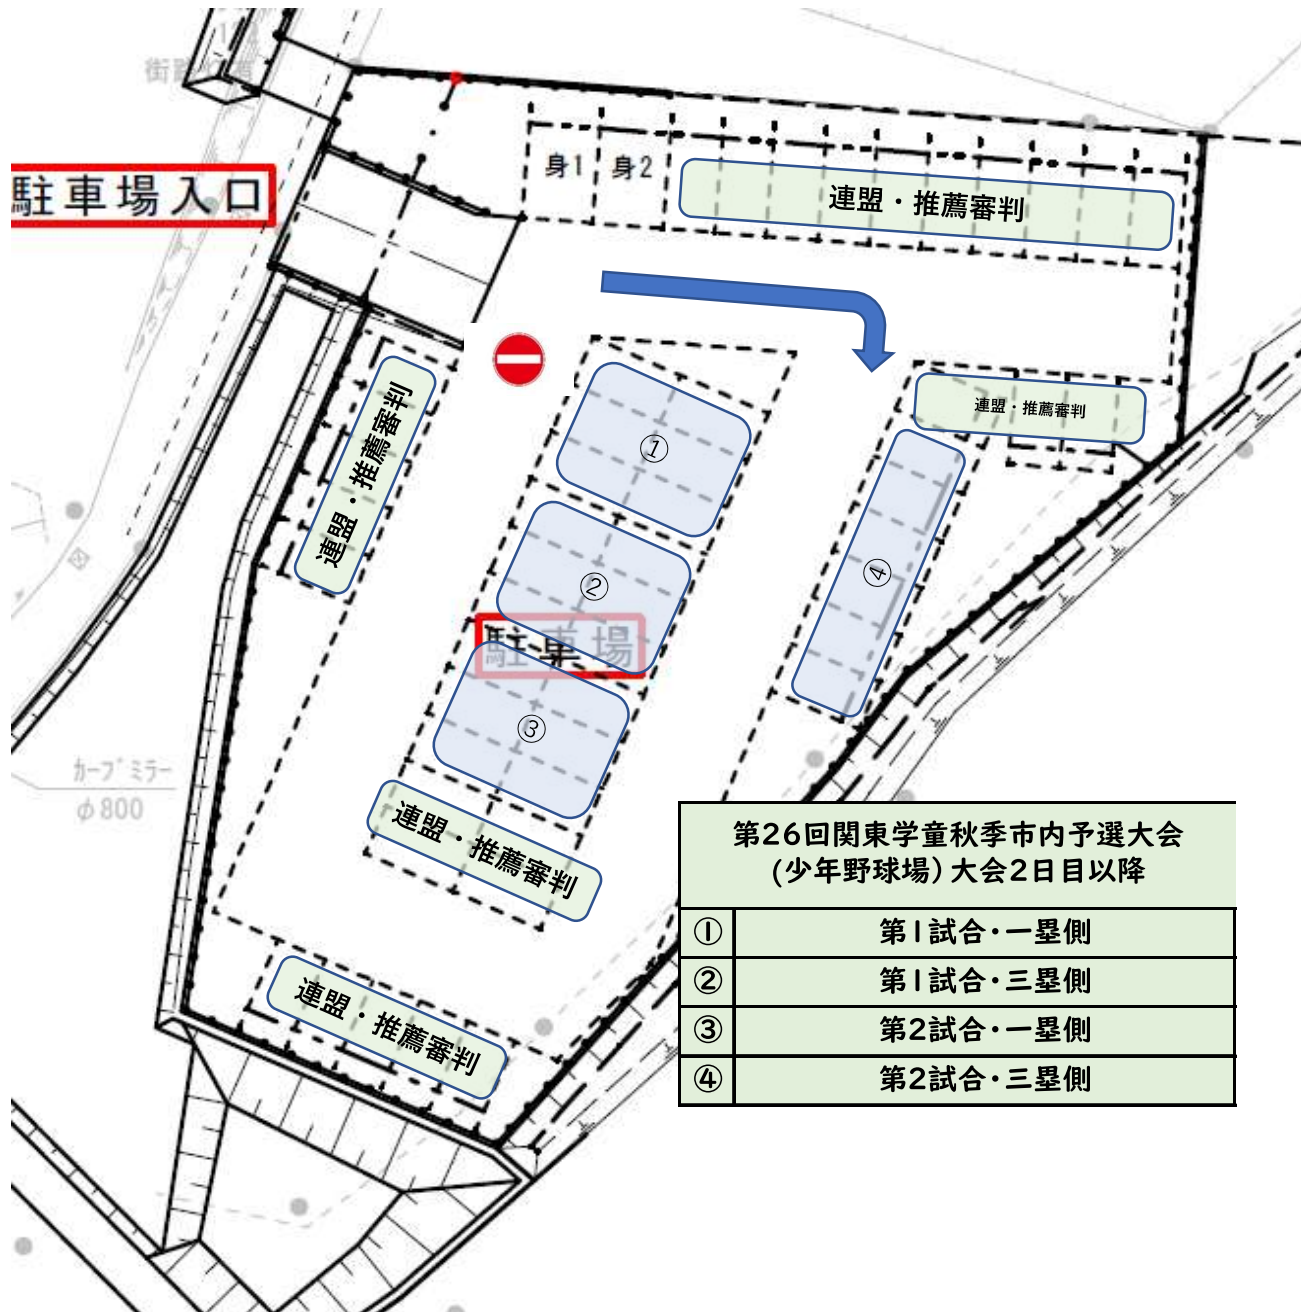 駐車場入口
身1
身2
連盟・推薦審判
連盟・推薦審判
連盟・推薦審判
①
②
④
駐車場
③
カーブミラー
φ800
連盟・推薦審判
連盟・推薦審判
第26回関東学童秋季市内予選大会
(少年野球場)大会2日目以降
① 第1試合・一塁側
② 第1試合・三塁側
③ 第2試合・一塁側
④ 第2試合・三塁側